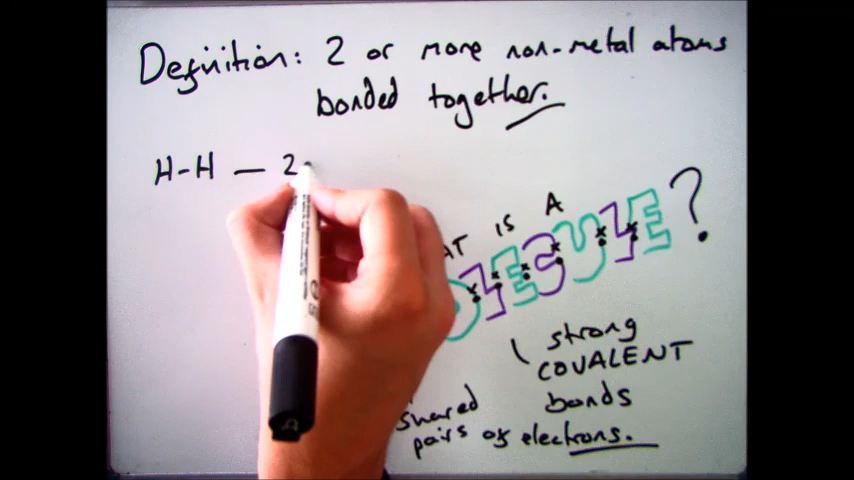 Definition: 2 or more non-metal atoms
bonded together.
H-H — 2
IS A
?
strong
COVALENT
bonds
shared
pairs of electrons.